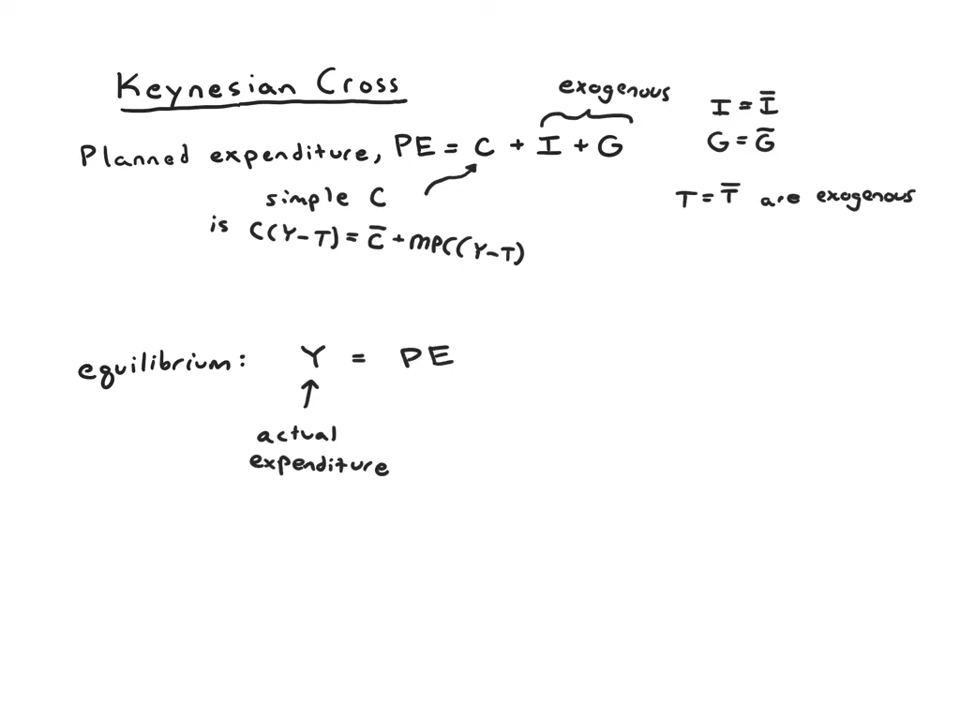 Keynesian Cross
exogenous
I = Ī
Planned expenditure, PE = C + I + G
G = Ḡ
simple C
T = T̅ are exogenous
is C(Y-T) = C̅ + MPC(Y-T)
equilibrium: Y = PE
↑
actual
expenditure